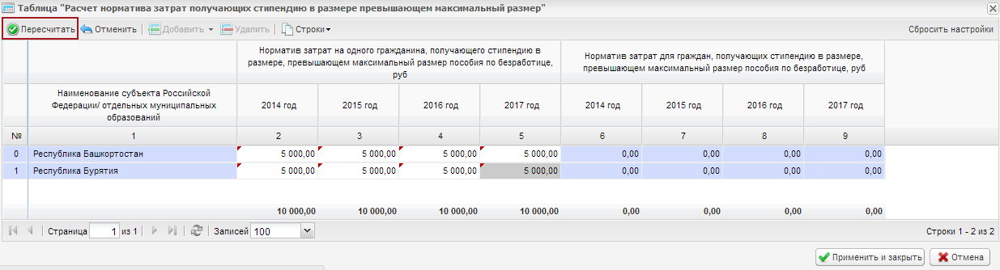 Таблица "Расчет норматива затрат получающих стипендию в размере превышающем максимальный размер"
Пересчитать Отменить Добавить Удалить Строки Сбросить настройки
Норматив затрат на одного гражданина, получающего стипендию в размере, превышающем максимальный размер пособия по безработице, руб
Норматив затрат для граждан, получающих стипендию в размере, превышающем максимальный размер пособия по безработице, руб
Наименование субъекта Российской Федерации/ отдельных муниципальных образований
2014 год 2015 год 2016 год 2017 год 2014 год 2015 год 2016 год 2017 год
№ 1 2 3 4 5 6 7 8 9
0 Республика Башкортостан 5 000,00 5 000,00 5 000,00 5 000,00 0,00 0,00 0,00 0,00
1 Республика Бурятия 5 000,00 5 000,00 5 000,00 5 000,00 0,00 0,00 0,00 0,00
10 000,00 10 000,00 10 000,00 10 000,00 0,00 0,00 0,00 0,00
Страница 1 из 1 Записей 100 Строки 1 - 2 из 2
Применить и закрыть Отмена